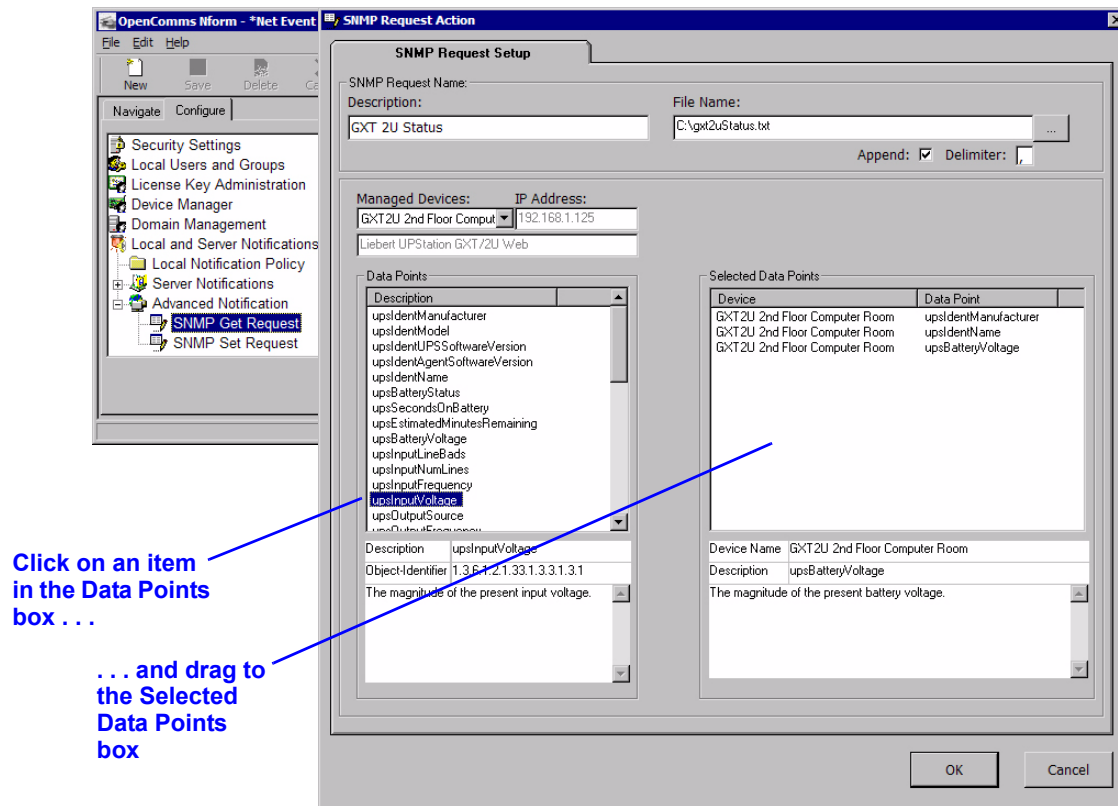 OpenComms Nform - *Net Event
File Edit Help
New Save Delete Ca
Navigate Configure
Security Settings
Local Users and Groups
License Key Administration
Device Manager
Domain Management
Local and Server Notifications
Local Notification Policy
Server Notifications
Advanced Notification
SNMP Get Request
SNMP Set Request
SNMP Request Action
SNMP Request Setup
SNMP Request Name:
Description: File Name:
GXT 2U Status C:\gxt2uStatus.txt ...
Append: Delimiter: ,
Managed Devices: IP Address:
GXT2U 2nd Floor Comput 192.168.1.125
Liebert UPStation GXT/2U Web
Data Points
Description
upsIdentManufacturer
upsIdentModel
upsIdentUPSSoftwareVersion
upsIdentAgentSoftwareVersion
upsIdentName
upsBatteryStatus
upsSecondsOnBattery
upsEstimatedMinutesRemaining
upsBatteryVoltage
upsInputLineBads
upsInputNumLines
upsInputFrequency
upsInputVoltage
upsOutputSource
upsOutputFrequency
Description upsInputVoltage
Object-Identifier 1.3.6.1.2.1.33.1.3.3.1.3.1
The magnitude of the present input voltage.
Selected Data Points
Device Data Point
GXT2U 2nd Floor Computer Room upsIdentManufacturer
GXT2U 2nd Floor Computer Room upsIdentName
GXT2U 2nd Floor Computer Room upsBatteryVoltage
Device Name GXT2U 2nd Floor Computer Room
Description upsBatteryVoltage
The magnitude of the present battery voltage.
OK Cancel
Click on an item
in the Data Points
box . . .
. . . and drag to
the Selected
Data Points
box